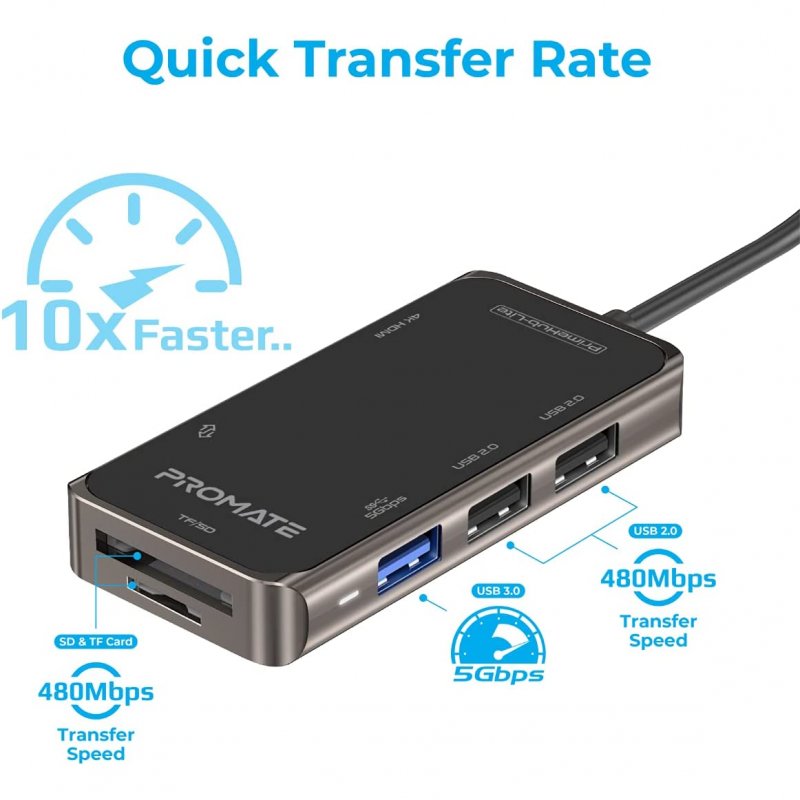 Quick Transfer Rate
10x Faster..
4K HDMI
PrimeHub-Lite
USB 2.0
USB 2.0
5Gbps
PROMATE
TF/SD
USB 2.0
480Mbps
Transfer
Speed
USB 3.0
5Gbps
SD & TF Card
480Mbps
Transfer
Speed